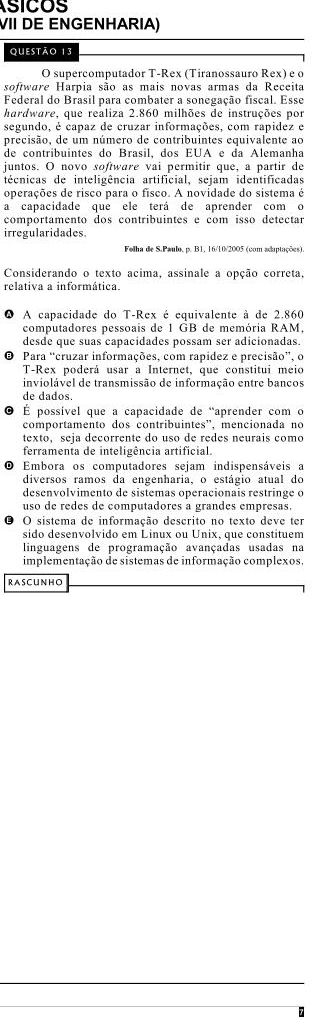 ÁSICOS
VII DE ENGENHARIA)
QUESTÃO 13
O supercomputador T-Rex (Tiranossauro Rex) e o
software Harpia são as mais novas armas da Receita
Federal do Brasil para combater a sonegação fiscal. Esse
hardware, que realiza 2.860 milhões de instruções por
segundo, é capaz de cruzar informações, com rapidez e
precisão, de um número de contribuintes equivalente ao
de contribuintes do Brasil, dos EUA e da Alemanha
juntos. O novo software vai permitir que, a partir de
técnicas de inteligência artificial, sejam identificadas
operações de risco para o fisco. A novidade do sistema é
a capacidade que ele terá de aprender com o
comportamento dos contribuintes e com isso detectar
irregularidades.
Folha de S.Paulo, p. B1, 16/10/2005 (com adaptações).
Considerando o texto acima, assinale a opção correta,
relativa a informática.
A A capacidade do T-Rex é equivalente à de 2.860
computadores pessoais de 1 GB de memória RAM,
desde que suas capacidades possam ser adicionadas.
B Para “cruzar informações, com rapidez e precisão”, o
T-Rex poderá usar a Internet, que constitui meio
inviolável de transmissão de informação entre bancos
de dados.
C É possível que a capacidade de “aprender com o
comportamento dos contribuintes”, mencionada no
texto, seja decorrente do uso de redes neurais como
ferramenta de inteligência artificial.
D Embora os computadores sejam indispensáveis a
diversos ramos da engenharia, o estágio atual do
desenvolvimento de sistemas operacionais restringe o
uso de redes de computadores a grandes empresas.
E O sistema de informação descrito no texto deve ter
sido desenvolvido em Linux ou Unix, que constituem
linguagens de programação avançadas usadas na
implementação de sistemas de informação complexos.
RASCUNHO
7